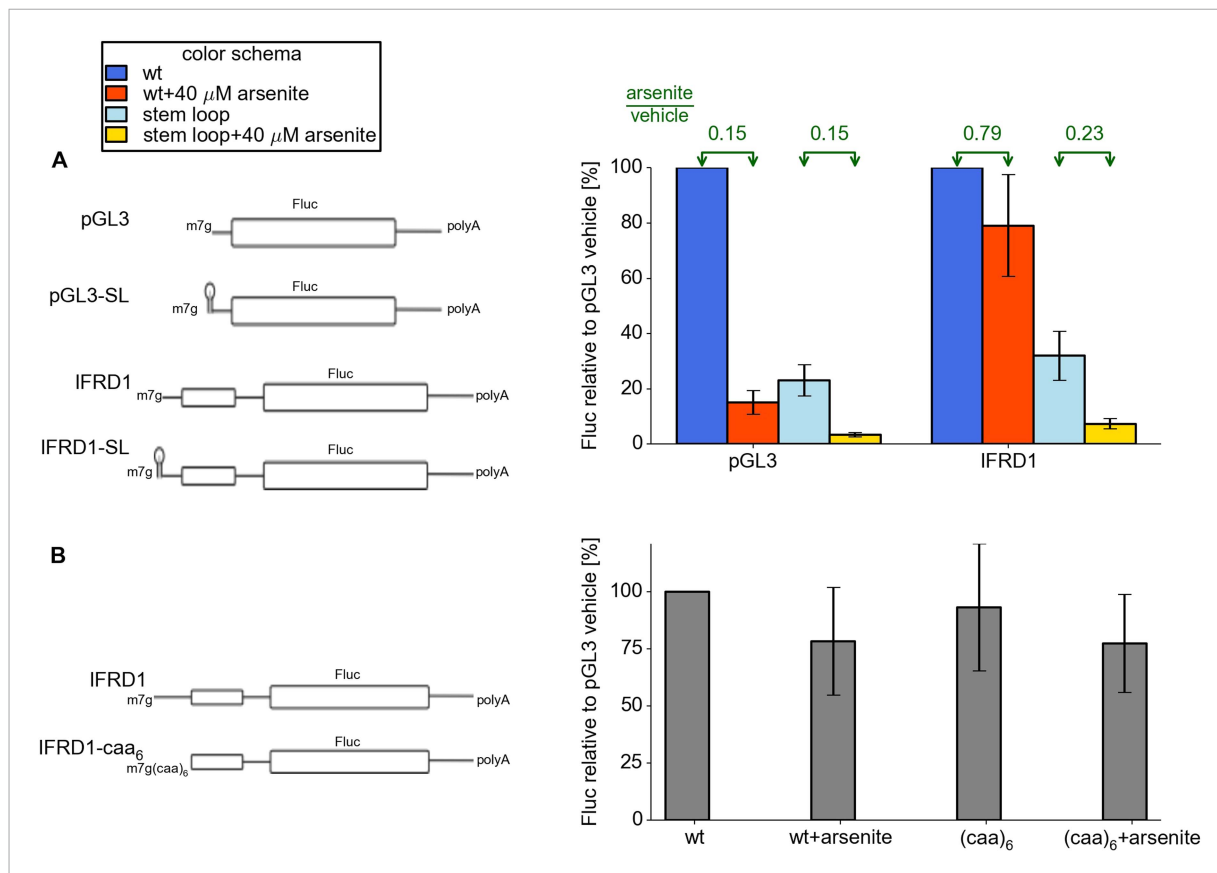 color schema
wt
wt+40 μM arsenite
stem loop
stem loop+40 μM arsenite
A
pGL3
m7g
Fluc
polyA
pGL3-SL
m7g
Fluc
polyA
IFRD1
m7g
Fluc
polyA
IFRD1-SL
m7g
Fluc
polyA
arsenite
vehicle
0.15
0.15
0.79
0.23
Fluc relative to pGL3 vehicle [%]
100
80
60
40
20
0
pGL3
IFRD1
B
IFRD1
m7g
Fluc
polyA
IFRD1-caa₆
m7g(caa)₆
Fluc
polyA
Fluc relative to pGL3 vehicle [%]
100
75
50
25
0
wt
wt+arsenite
(caa)₆
(caa)₆+arsenite